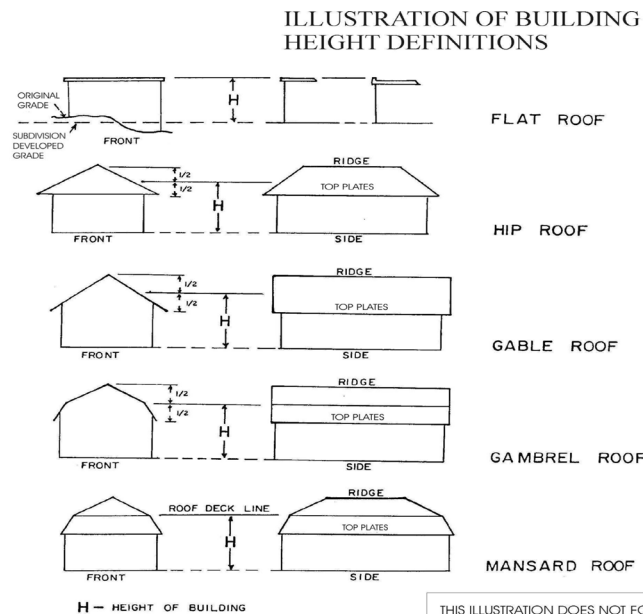 ILLUSTRATION OF BUILDING
HEIGHT DEFINITIONS
ORIGINAL
GRADE
H
SUBDIVISION
DEVELOPED
GRADE
FRONT
FLAT ROOF
1/2
1/2
H
FRONT
RIDGE
TOP PLATES
SIDE
HIP ROOF
1/2
1/2
H
FRONT
RIDGE
TOP PLATES
SIDE
GABLE ROOF
1/2
1/2
H
FRONT
RIDGE
TOP PLATES
SIDE
GAMBREL ROOF
ROOF DECK LINE
H
FRONT
RIDGE
TOP PLATES
SIDE
MANSARD ROOF
H — HEIGHT OF BUILDING
THIS ILLUSTRATION DOES NOT